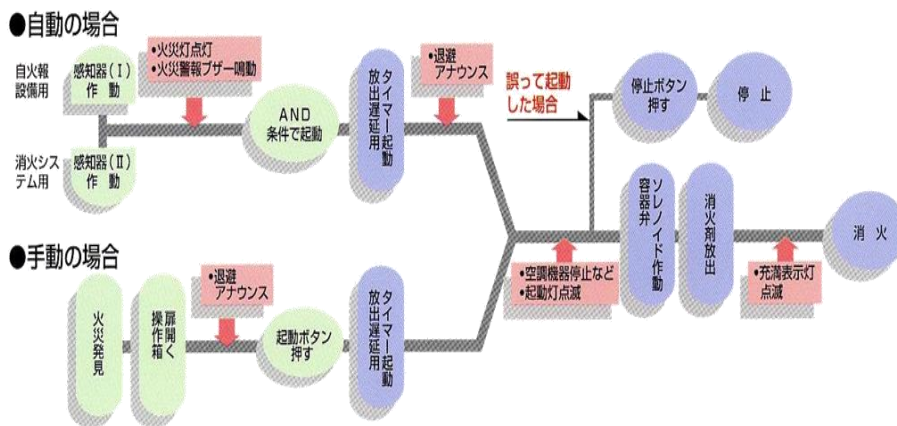 ●自動の場合
自火報
設備用
感知器(Ⅰ)
作動
消火シス
テム用
感知器(Ⅱ)
作動
•火災灯点灯
•火災警報ブザー鳴動
AND
条件で起動
タイマー起動
放出遅延用
•退避
アナウンス
誤って起動
した場合
停止ボタン
押す
停止
●手動の場合
火災発見
扉開く
操作箱
•退避
アナウンス
起動ボタン
押す
タイマー起動
放出遅延用
•空調機器停止など
•起動灯点滅
ソレノイド作動
容器弁
消火剤放出
•充満表示灯
点滅
消火